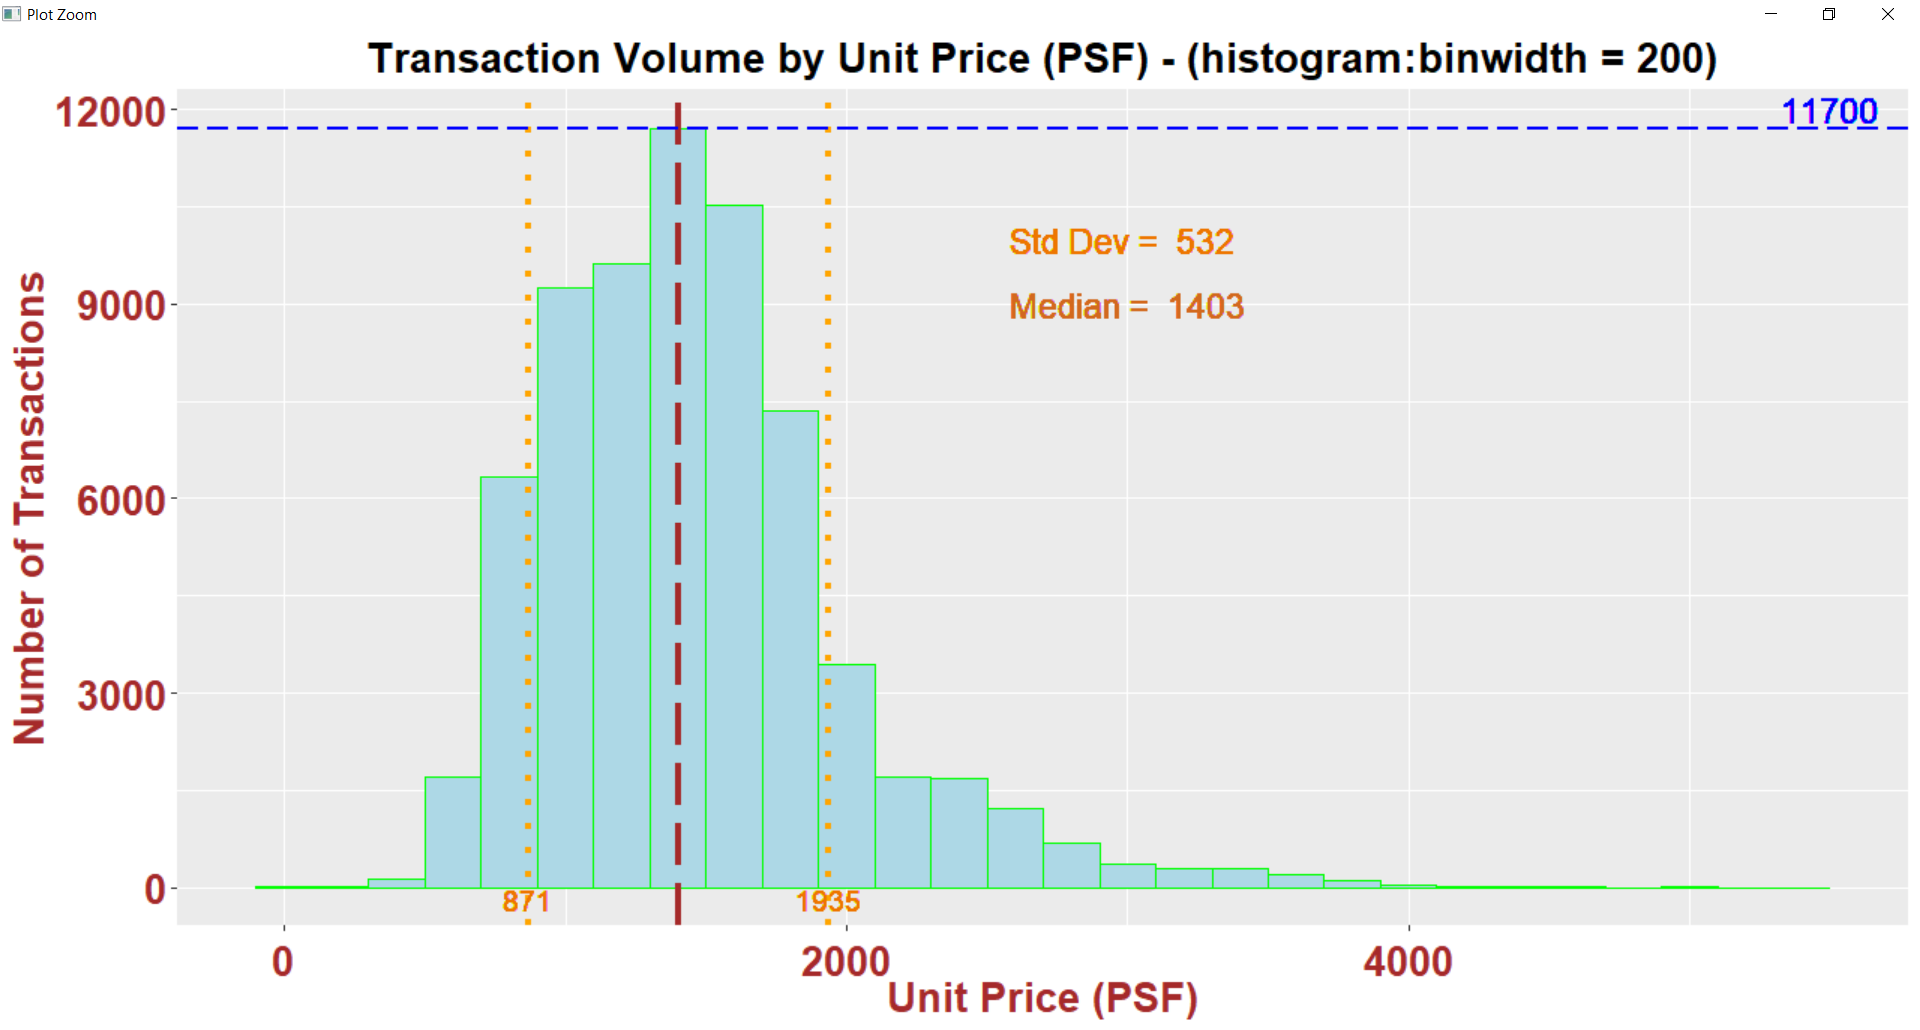 Plot Zoom
Transaction Volume by Unit Price (PSF) - (histogram:binwidth = 200)
12000
11700
Std Dev =  532
Median =  1403
9000
6000
3000
0
Number of Transactions
871
1935
0
2000
4000
Unit Price (PSF)